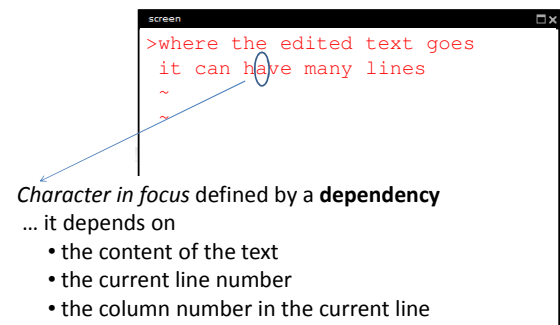 screen
>where the edited text goes
it can have many lines
~
~
Character in focus defined by a dependency
… it depends on
• the content of the text
• the current line number
• the column number in the current line